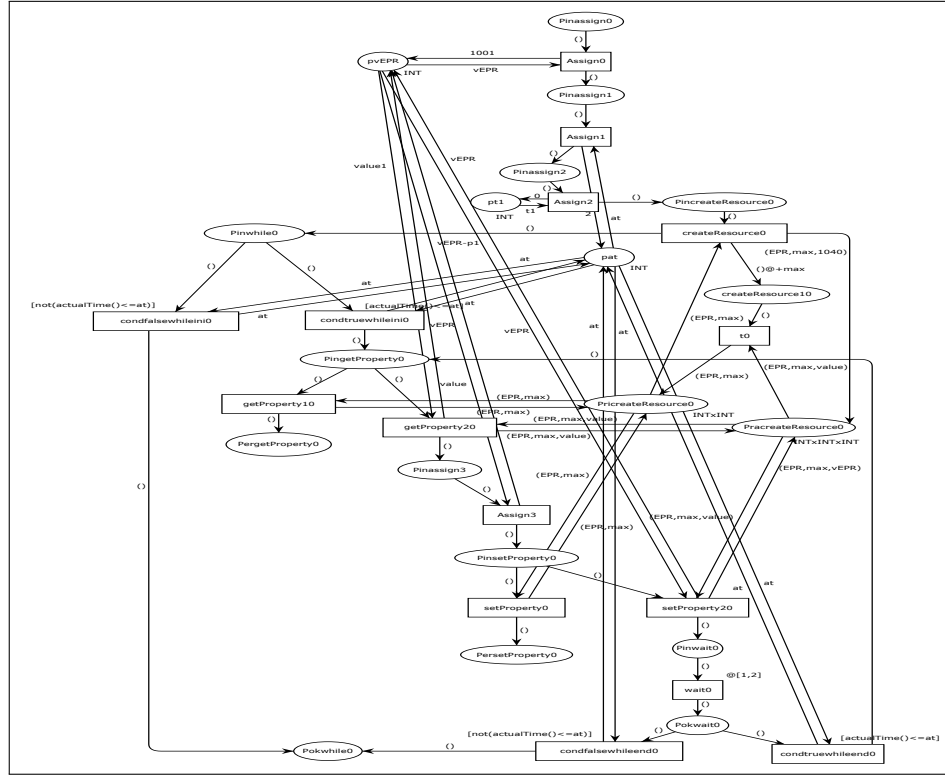 Pinassign0
()
1001
pvEPR
Assign0
INT
vEPR
()
Pinassign1
()
Assign1
()
vEPR
value1
Pinassign2
()
pt1
0
Assign2
()
PincreateResource0
INT
t1
2
at
()
Pinwhile0
()
createResource0
vEPR-p1
(EPR,max,1040)
at
pat
()
()
INT
()@+max
at
createResource10
[not(actualTime()<=at)]
[actualTime()<=at]
at
condfalsewhileini0
at
condtruewhileini0
(EPR,max)
()
vEPR
vEPR
at
at
t0
()
()
PingetProperty0
(EPR,max,value)
()
()
value
(EPR,max)
getProperty10
(EPR,max)
PricreateResource0
(EPR,max)
INTxINT
()
(EPR,max,value)
getProperty20
PracreateResource0
PergetProperty0
(EPR,max,value)
INTxINTxINT
()
Pinassign3
(EPR,max)
(EPR,max,vEPR)
()
()
Assign3
(EPR,max,value)
()
(EPR,max)
PinsetProperty0
()
()
at
at
setProperty0
setProperty20
()
()
PersetProperty0
Pinwait0
()
@[1,2]
wait0
()
Pokwait0
[not(actualTime()<=at)]
()
()
[actualTime()<=at]
Pokwhile0
()
condfalsewhileend0
condtruewhileend0